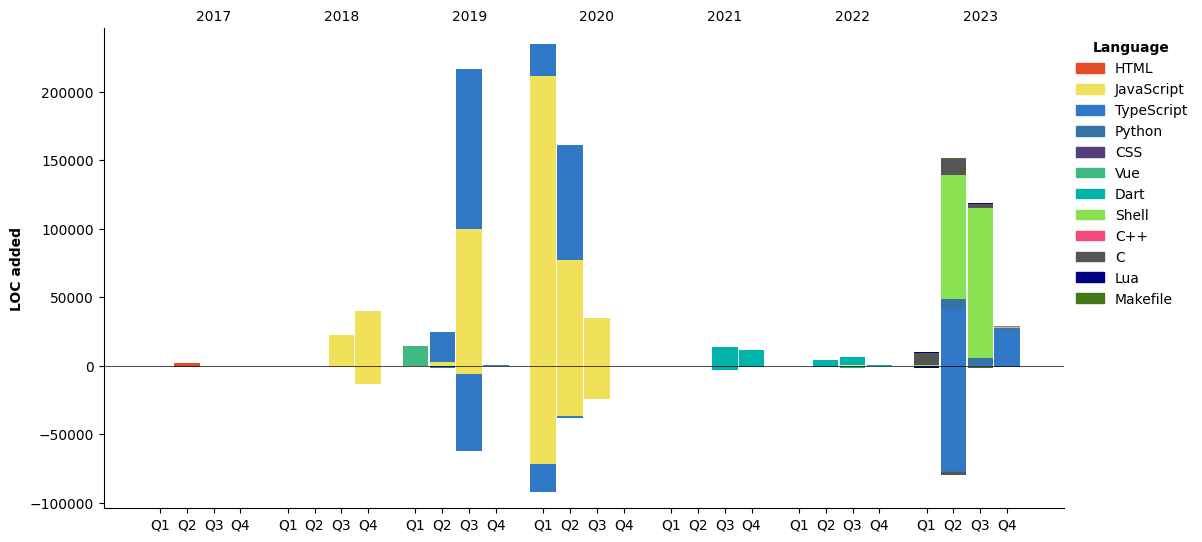 2017 2018 2019 2020 2021 2022 2023
LOC added
200000
150000
100000
50000
0
−50000
−100000
Q1 Q2 Q3 Q4 Q1 Q2 Q3 Q4 Q1 Q2 Q3 Q4 Q1 Q2 Q3 Q4 Q1 Q2 Q3 Q4 Q1 Q2 Q3 Q4 Q1 Q2 Q3 Q4
Language
HTML
JavaScript
TypeScript
Python
CSS
Vue
Dart
Shell
C++
C
Lua
Makefile